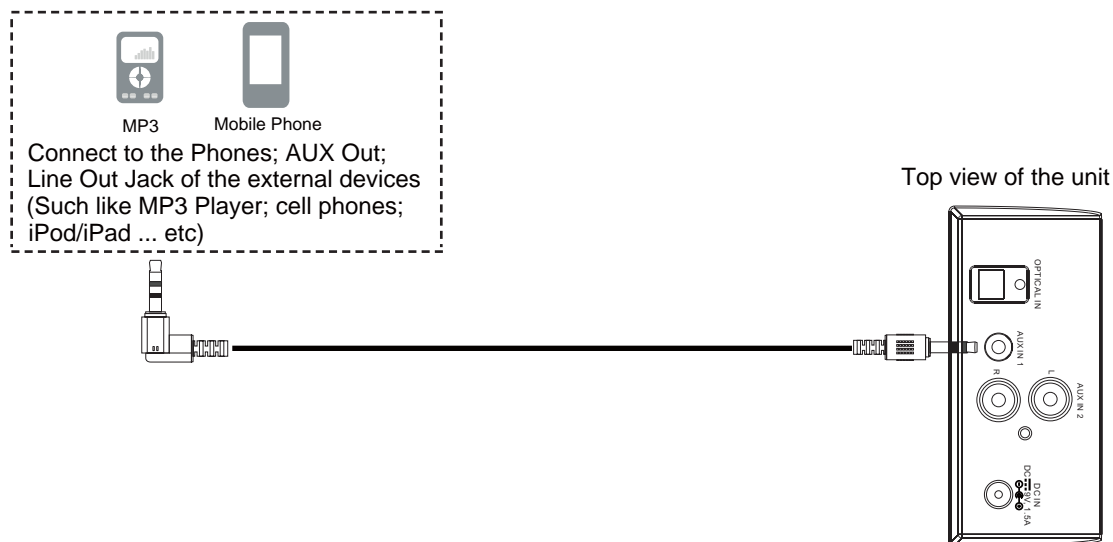 MP3
Mobile Phone
Connect to the Phones; AUX Out;
Line Out Jack of the external devices
(Such like MP3 Player; cell phones;
iPod/iPad ... etc)
Top view of the unit
OPTICAL IN
AUX IN 1
R
L
AUX IN 2
DC IN
DC 9V, 1.5A